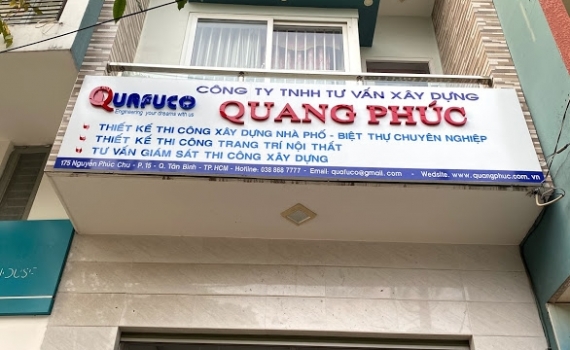 QUAFUCO
Engineering your dreams with us
CÔNG TY TNHH TƯ VẤN XÂY DỰNG
QUANG PHÚC
THIẾT KẾ THI CÔNG XÂY DỰNG NHÀ PHỐ - BIỆT THỰ CHUYÊN NGHIỆP
THIẾT KẾ THI CÔNG TRANG TRÍ NỘI THẤT
TƯ VẤN GIÁM SÁT THI CÔNG XÂY DỰNG
175 Nguyễn Phúc Chu - P. 15 - Q. Tân Bình - TP. HCM - Hotline: 038 868 7777 - Email: quafuco@gmail.com - Wedsite: www.quangphuc.com.vn